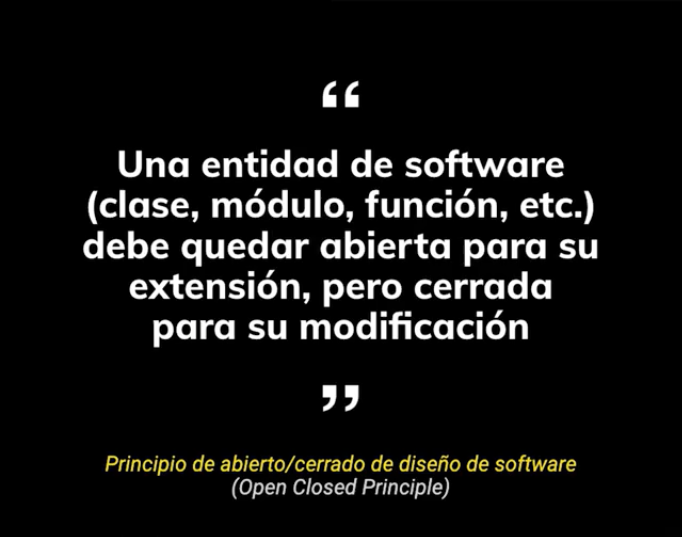 “
Una entidad de software
(clase, módulo, función, etc.)
debe quedar abierta para su
extensión, pero cerrada
para su modificación
”
Principio de abierto/cerrado de diseño de software
(Open Closed Principle)